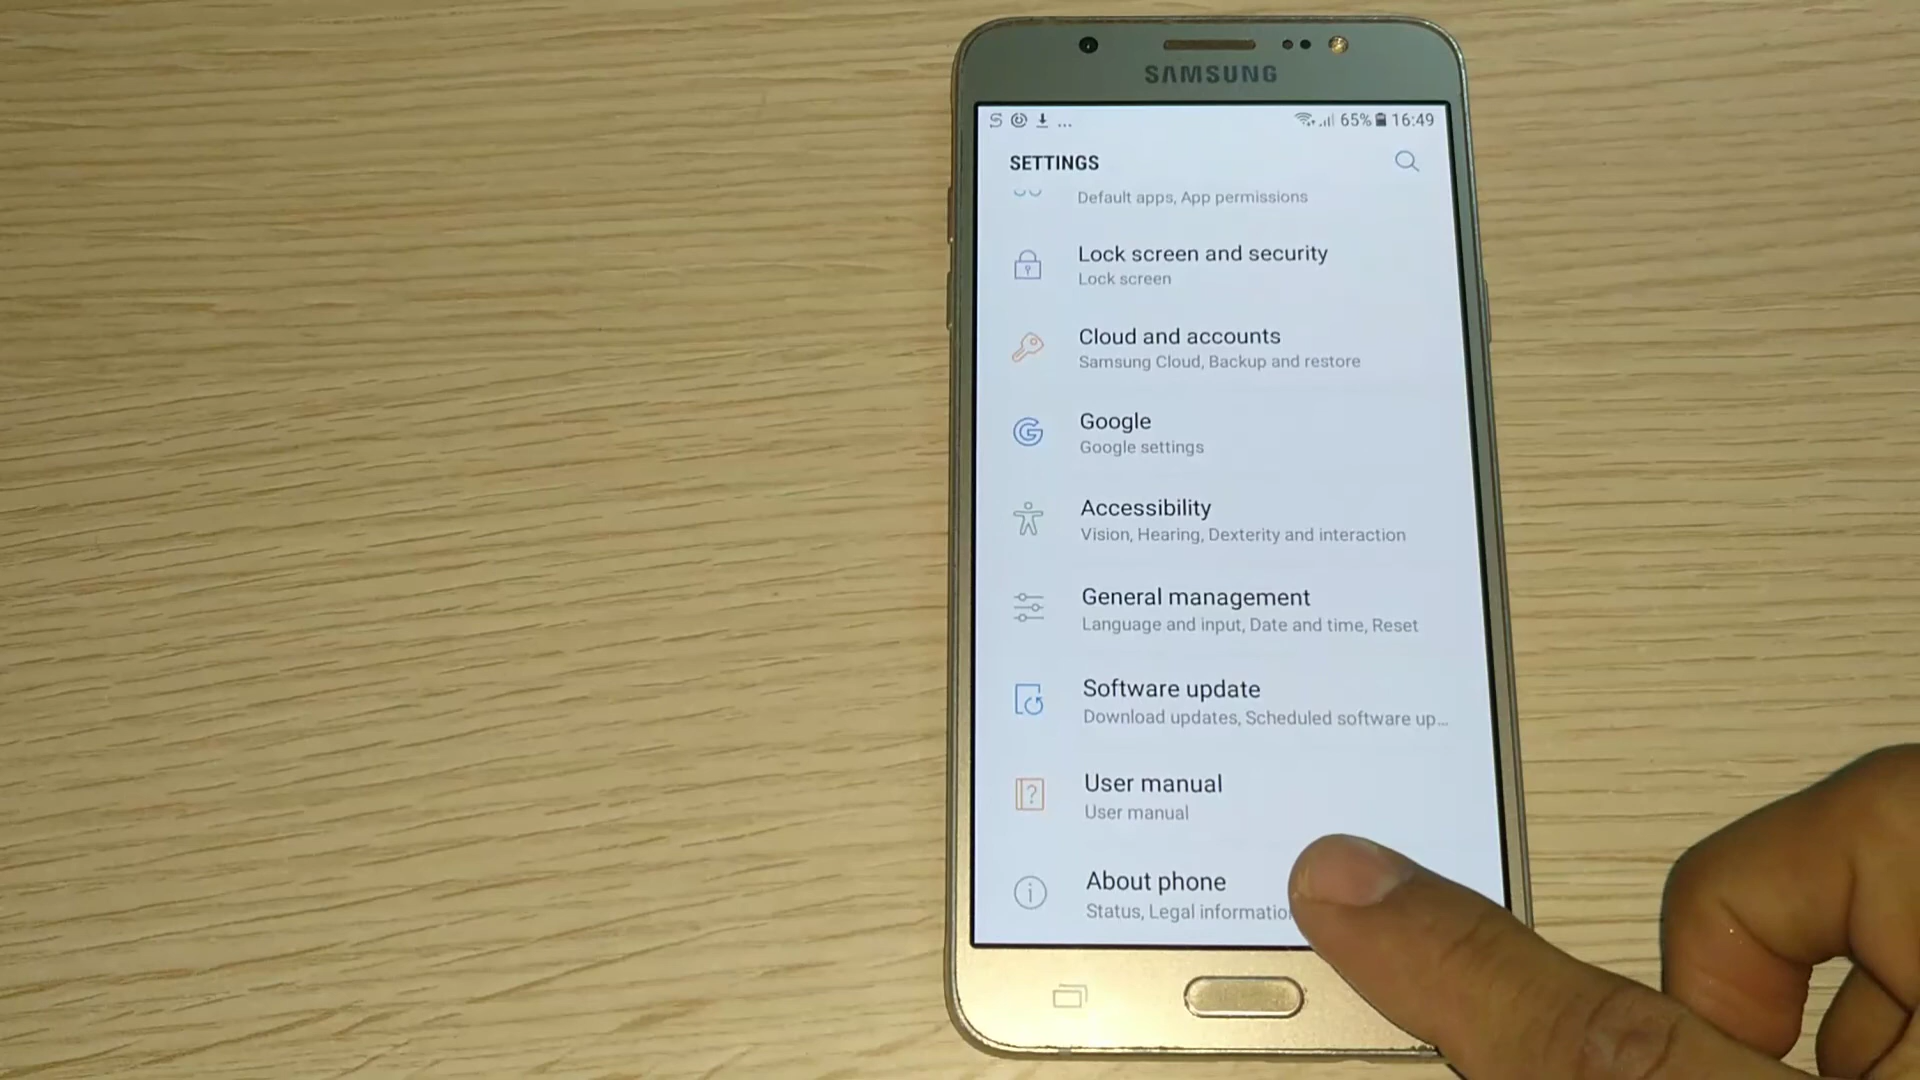 SAMSUNG
65% 16:49
SETTINGS
Default apps, App permissions
Lock screen and security
Lock screen
Cloud and accounts
Samsung Cloud, Backup and restore
Google
Google settings
Accessibility
Vision, Hearing, Dexterity and interaction
General management
Language and input, Date and time, Reset
Software update
Download updates, Scheduled software up...
User manual
User manual
About phone
Status, Legal